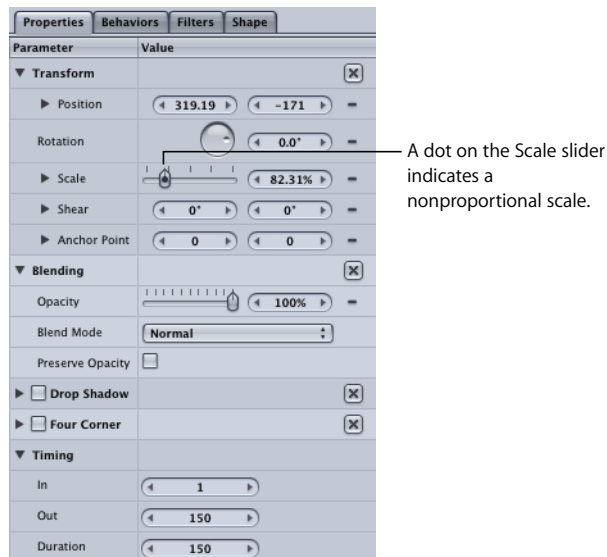 Properties Behaviors Filters Shape
Parameter Value
Transform
Position 319.19 -171
Rotation 0.0°
Scale 82.31%
Shear 0° 0°
Anchor Point 0 0
Blending
Opacity 100%
Blend Mode Normal
Preserve Opacity
Drop Shadow
Four Corner
Timing
In 1
Out 150
Duration 150
A dot on the Scale slider
indicates a
nonproportional scale.